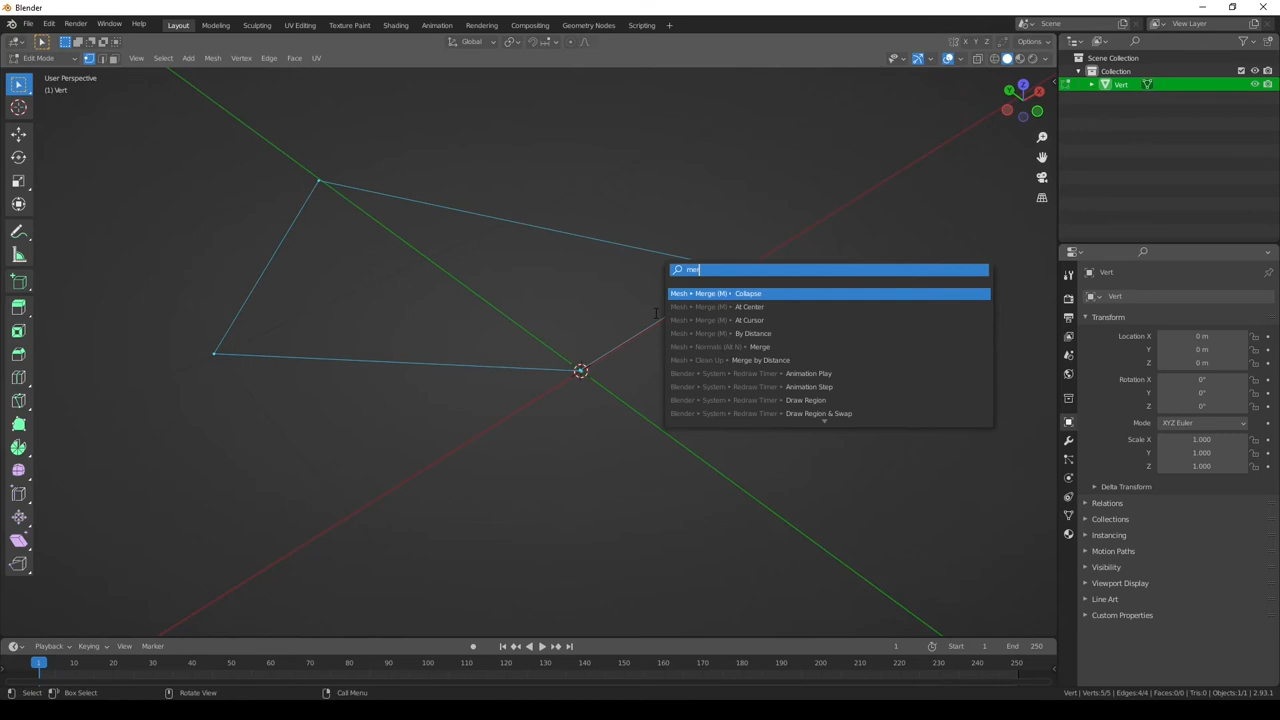 Blender
File Edit Render Window Help Layout Modeling Sculpting UV Editing Texture Paint Shading Animation Rendering Compositing Geometry Nodes Scripting + Scene View Layer
Global X Y Z Options
Edit Mode View Select Add Mesh Vertex Edge Face UV
User Perspective
(1) Vert
Z
Y X
Scene Collection
Collection
Vert
mer
Mesh ▸ Merge (M) ▸ Collapse
Mesh ▸ Merge (M) ▸ At Center
Mesh ▸ Merge (M) ▸ At Cursor
Mesh ▸ Merge (M) ▸ By Distance
Mesh ▸ Normals (Alt N) ▸ Merge
Mesh ▸ Clean Up ▸ Merge by Distance
Blender ▸ System ▸ Redraw Timer ▸ Animation Play
Blender ▸ System ▸ Redraw Timer ▸ Animation Step
Blender ▸ System ▸ Redraw Timer ▸ Draw Region
Blender ▸ System ▸ Redraw Timer ▸ Draw Region & Swap
Vert
Vert
Transform
Location X 0 m
Y 0 m
Z 0 m
Rotation X 0°
Y 0°
Z 0°
Mode XYZ Euler
Scale X 1.000
Y 1.000
Z 1.000
Delta Transform
Relations
Collections
Instancing
Motion Paths
Visibility
Viewport Display
Line Art
Custom Properties
Playback Keying View Marker 1 Start 1 End 250
1 10 20 30 40 50 60 70 80 90 100 110 120 130 140 150 160 170 180 190 200 210 220 230 240 250
Select Box Select Rotate View Call Menu Vert | Verts:5/5 | Edges:4/4 | Faces:0/0 | Tris:0 | Objects:1/1 | 2.93.1